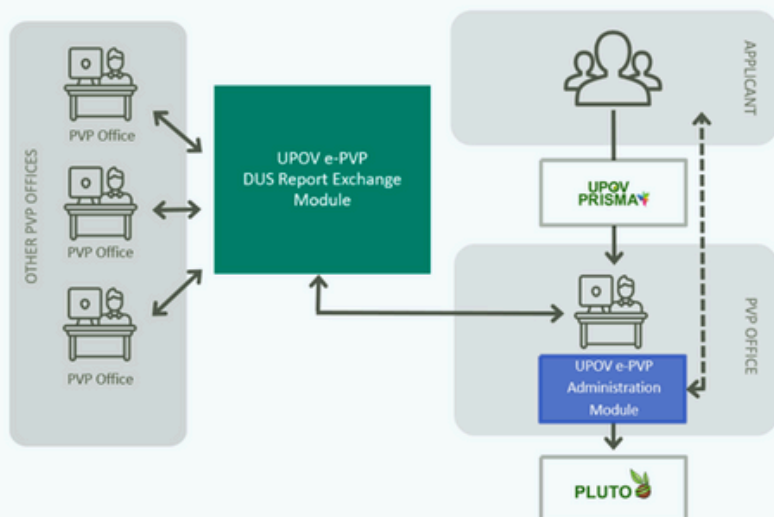 OTHER PVP OFFICES
PVP Office
PVP Office
PVP Office
UPOV e-PVP
DUS Report Exchange
Module
APPLICANT
UPOV
PRISMA
PVP OFFICE
UPOV e-PVP
Administration
Module
PLUTO